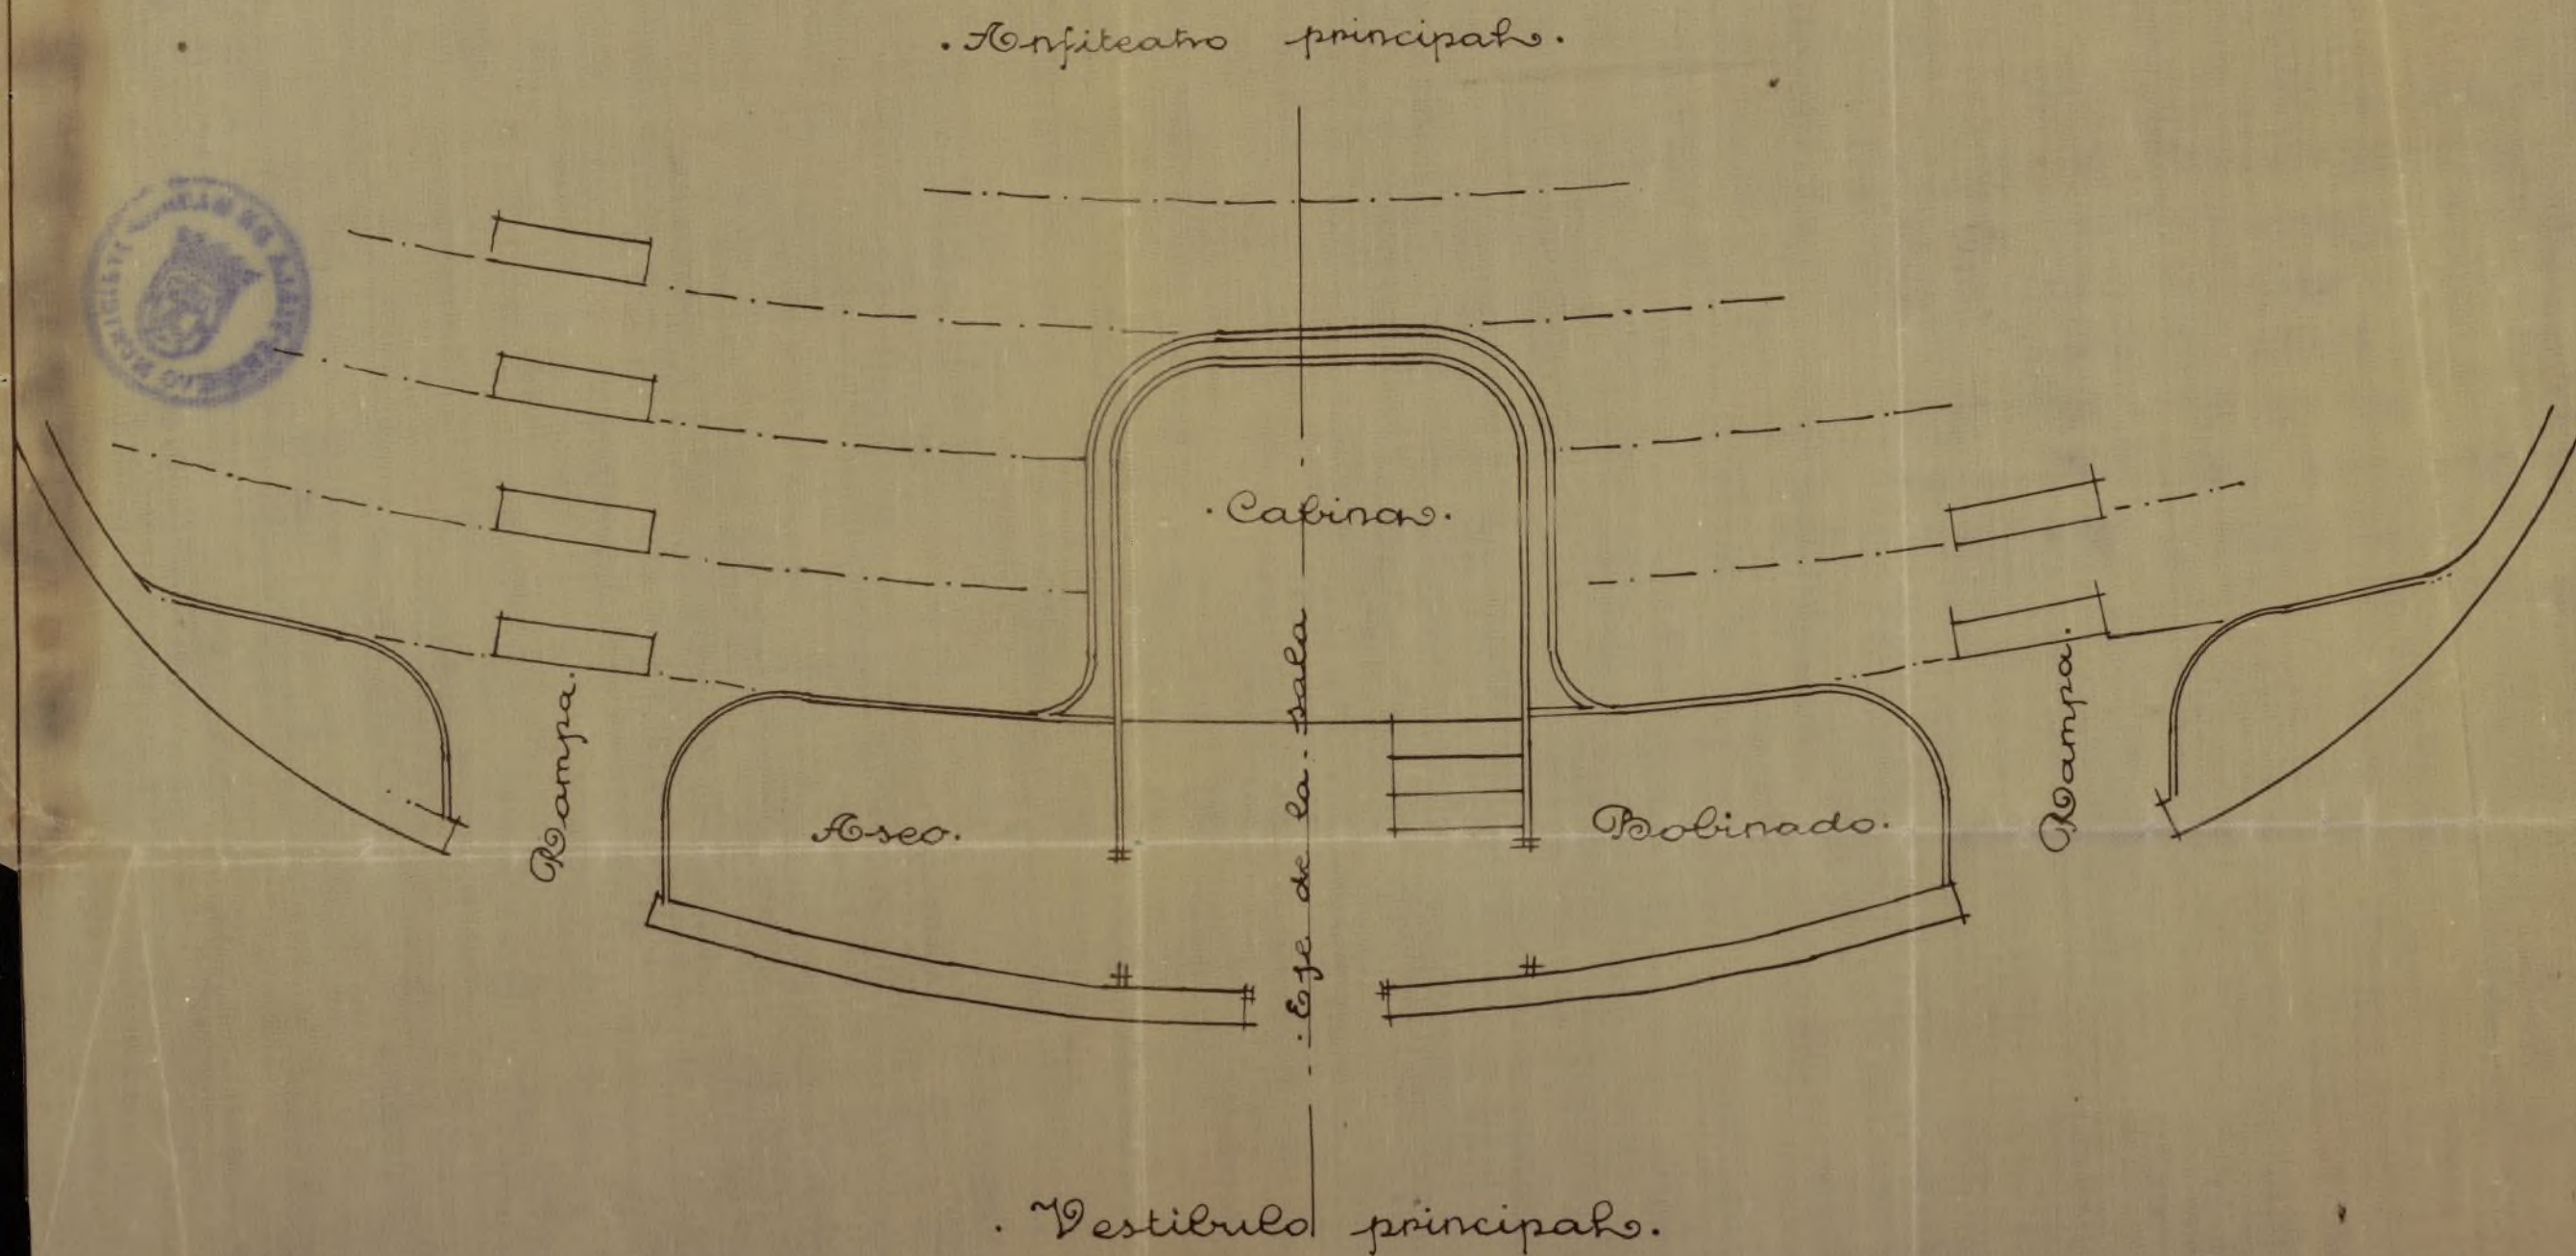 . Anfiteatro principal.
. Cabina.
Rampa.
Rampa.
. Eje de la sala
Aseo.
Bobinado.
. Vestibulo principal.